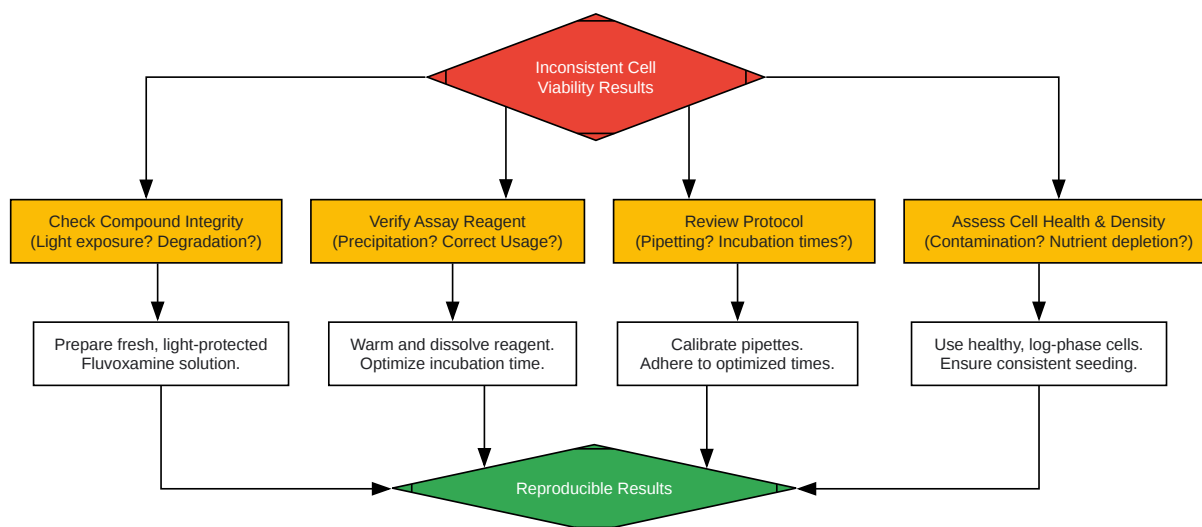 Inconsistent Cell
Viability Results
Check Compound Integrity
(Light exposure? Degradation?)
Verify Assay Reagent
(Precipitation? Correct Usage?)
Review Protocol
(Pipetting? Incubation times?)
Assess Cell Health & Density
(Contamination? Nutrient depletion?)
Prepare fresh, light-protected
Fluvoxamine solution.
Warm and dissolve reagent.
Optimize incubation time.
Calibrate pipettes.
Adhere to optimized times.
Use healthy, log-phase cells.
Ensure consistent seeding.
Reproducible Results